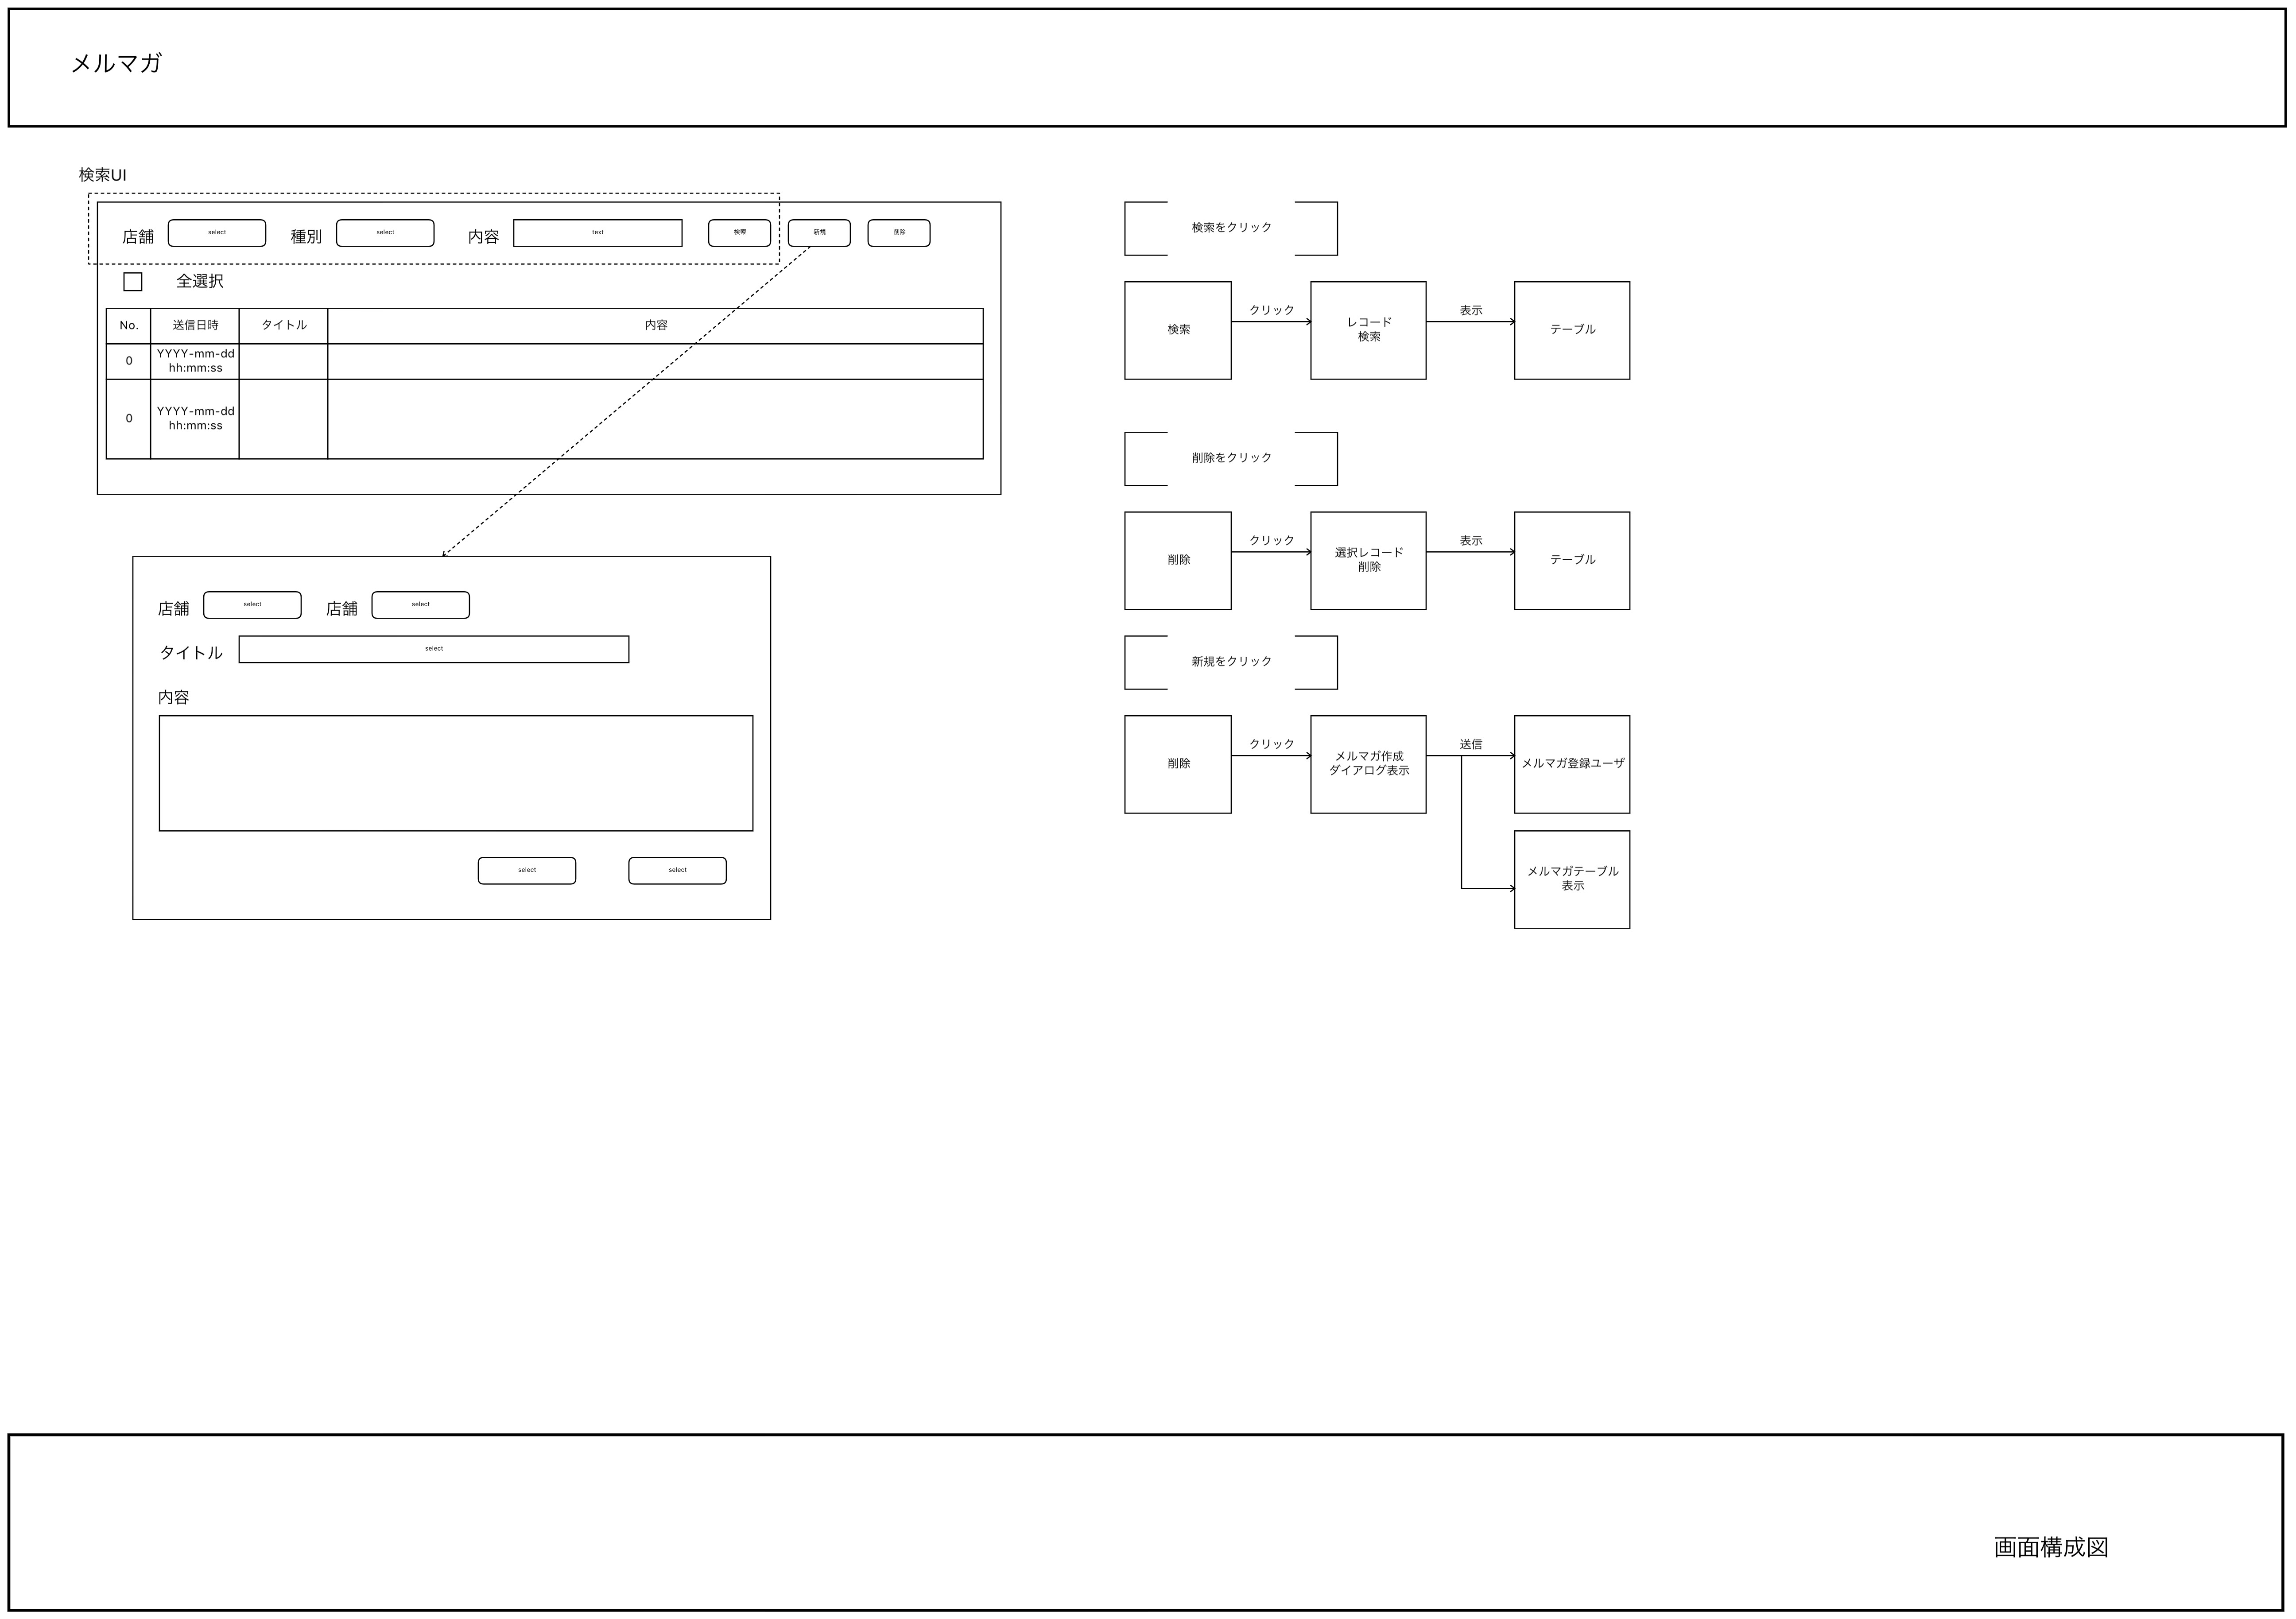 メルマガ
検索UI
店舗 select 種別 select 内容 text 検索 新規 削除
全選択
No. 送信日時 タイトル 内容
0 YYYY-mm-dd
hh:mm:ss
0 YYYY-mm-dd
hh:mm:ss
店舗 select 店舗 select
タイトル select
内容
select select
検索をクリック
検索 クリック レコード
検索 表示 テーブル
削除をクリック
削除 クリック 選択レコード
削除 表示 テーブル
新規をクリック
削除 クリック メルマガ作成
ダイアログ表示 送信 メルマガ登録ユーザ
メルマガテーブル
表示
画面構成図